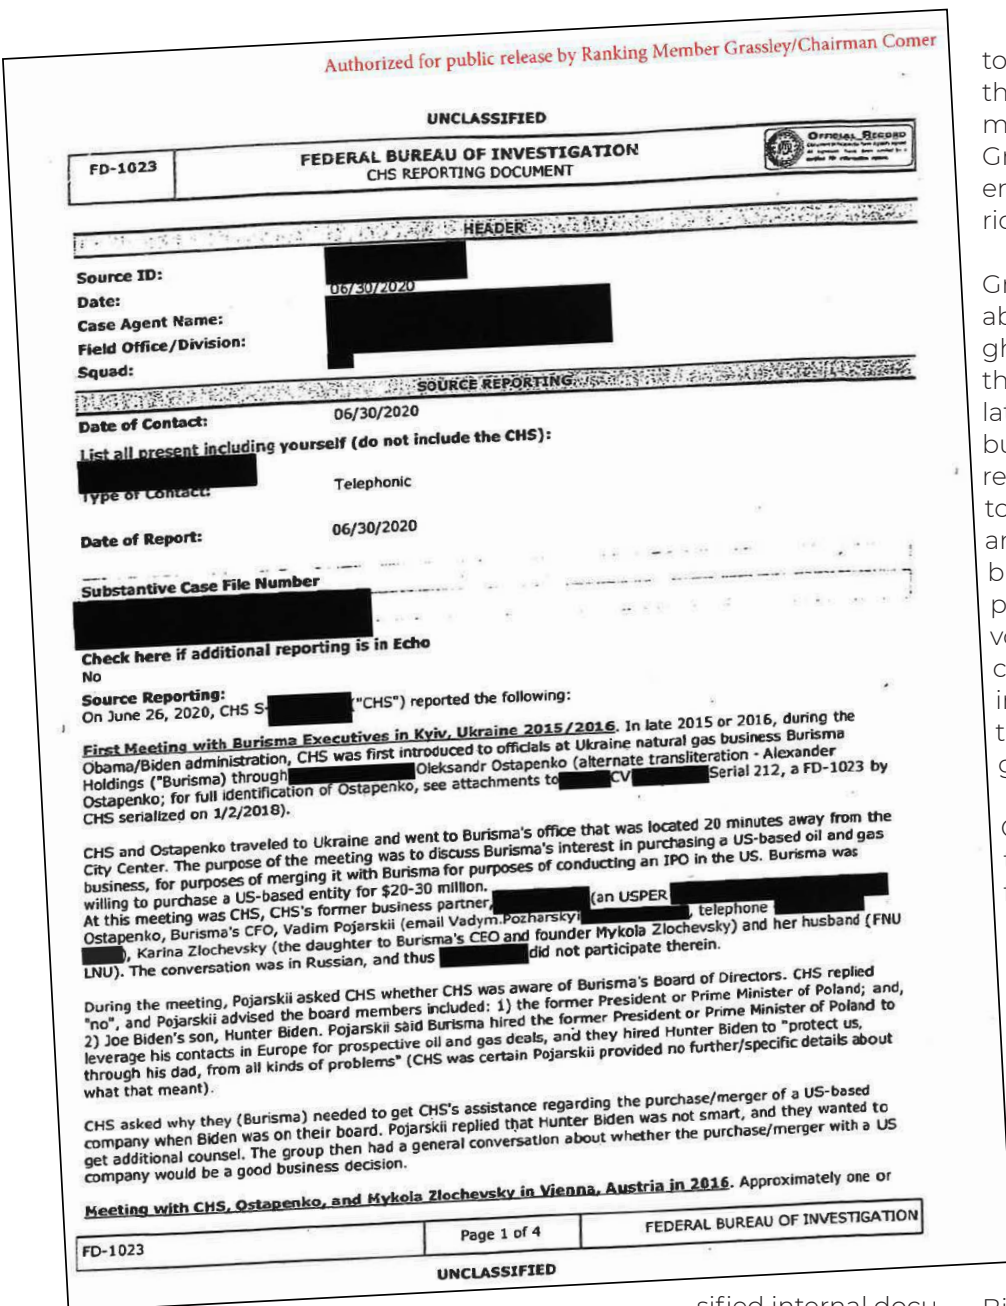 Authorized for public release by Ranking Member Grassley/Chairman Comer
UNCLASSIFIED
FD-1023
FEDERAL BUREAU OF INVESTIGATION
CHS REPORTING DOCUMENT
OFFICIAL RECORD
HEADER
Source ID:
Date: 06/30/2020
Case Agent Name:
Field Office/Division:
Squad:
SOURCE REPORTING
Date of Contact: 06/30/2020
List all present including yourself (do not include the CHS):
Type of Contact: Telephonic
Date of Report: 06/30/2020
Substantive Case File Number
Check here if additional reporting is in Echo
No
Source Reporting:
On June 26, 2020, CHS S- ("CHS") reported the following:
First Meeting with Burisma Executives in Kyiv, Ukraine 2015/2016. In late 2015 or 2016, during the
Obama/Biden administration, CHS was first introduced to officials at Ukraine natural gas business Burisma
Holdings ("Burisma) through Oleksandr Ostapenko (alternate transliteration - Alexander
Ostapenko; for full identification of Ostapenko, see attachments to CV Serial 212, a FD-1023 by
CHS serialized on 1/2/2018).
CHS and Ostapenko traveled to Ukraine and went to Burisma's office that was located 20 minutes away from the
City Center. The purpose of the meeting was to discuss Burisma's interest in purchasing a US-based oil and gas
business, for purposes of merging it with Burisma for purposes of conducting an IPO in the US. Burisma was
willing to purchase a US-based entity for $20-30 million.
At this meeting was CHS, CHS's former business partner, (an USPER
Ostapenko, Burisma's CFO, Vadim Pojarskii (email Vadym.Pozharskyi , telephone
), Karina Zlochevsky (the daughter to Burisma's CEO and founder Mykola Zlochevsky) and her husband (FNU
LNU). The conversation was in Russian, and thus did not participate therein.
During the meeting, Pojarskii asked CHS whether CHS was aware of Burisma's Board of Directors. CHS replied
"no", and Pojarskii advised the board members included: 1) the former President or Prime Minister of Poland; and,
2) Joe Biden's son, Hunter Biden. Pojarskii said Burisma hired the former President or Prime Minister of Poland to
leverage his contacts in Europe for prospective oil and gas deals, and they hired Hunter Biden to "protect us,
through his dad, from all kinds of problems" (CHS was certain Pojarskii provided no further/specific details about
what that meant).
CHS asked why they (Burisma) needed to get CHS's assistance regarding the purchase/merger of a US-based
company when Biden was on their board. Pojarskii replied that Hunter Biden was not smart, and they wanted to
get additional counsel. The group then had a general conversation about whether the purchase/merger with a US
company would be a good business decision.
Meeting with CHS, Ostapenko, and Mykola Zlochevsky in Vienna, Austria in 2016. Approximately one or
FD-1023
Page 1 of 4
FEDERAL BUREAU OF INVESTIGATION
UNCLASSIFIED
sified internal docu